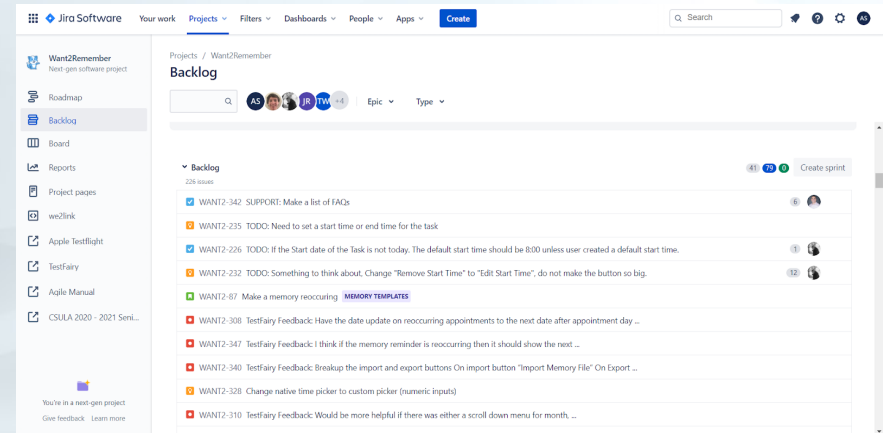 Jira Software Your work Projects Filters Dashboards People Apps Create Search AS
Want2Remember
Next-gen software project
Roadmap
Backlog
Board
Reports
Project pages
we2link
Apple Testflight
TestFairy
Agile Manual
CSULA 2020 - 2021 Seni...
You're in a next-gen project
Give feedback Learn more
Projects / Want2Remember
Backlog
AS JR TW +4 Epic Type
Backlog 41 79 0 Create sprint
226 issues
WANT2-342 SUPPORT: Make a list of FAQs 6
WANT2-235 TODO: Need to set a start time or end time for the task
WANT2-226 TODO: If the Start date of the Task is not today. The default start time should be 8:00 unless user created a default start time. 1
WANT2-232 TODO: Something to think about, Change "Remove Start Time" to "Edit Start Time", do not make the button so big. 12
WANT2-87 Make a memory reoccuring MEMORY TEMPLATES
WANT2-308 TestFairy Feedback: Have the date update on reoccurring appointments to the next date after appointment day ...
WANT2-347 TestFairy Feedback: I think if the memory reminder is reoccurring then it should show the next ...
WANT2-340 TestFairy Feedback: Breakup the import and export buttons On import button "Import Memory File" On Export ...
WANT2-328 Change native time picker to custom picker (numeric inputs)
WANT2-310 TestFairy Feedback: Would be more helpful if there was either a scroll down menu for month, ...